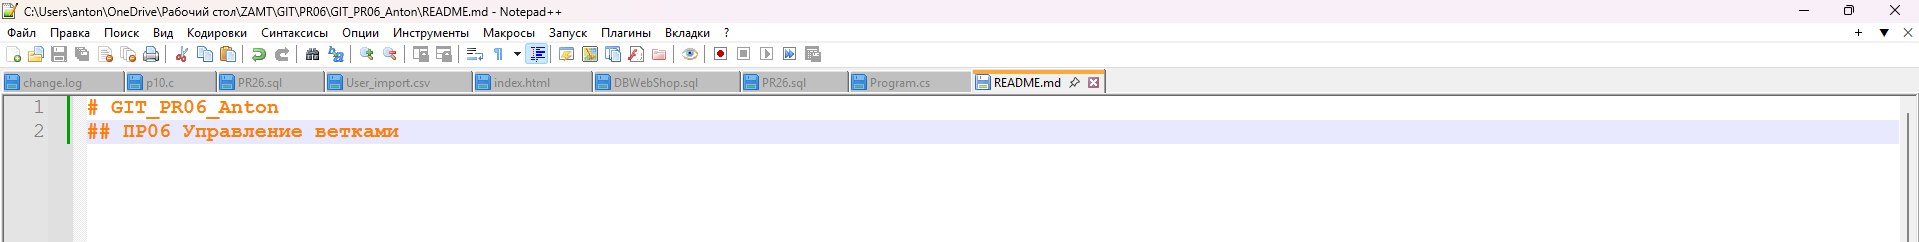 C:\Users\anton\OneDrive\Рабочий стол\ZAMT\GIT\PR06\GIT_PR06_Anton\README.md - Notepad++
Файл Правка Поиск Вид Кодировки Синтаксисы Опции Инструменты Макросы Запуск Плагины Вкладки ?
change.log p10.c PR26.sql User_import.csv index.html DBWebShop.sql PR26.sql Program.cs README.md
1 # GIT_PR06_Anton
2 ## ПР06 Управление ветками